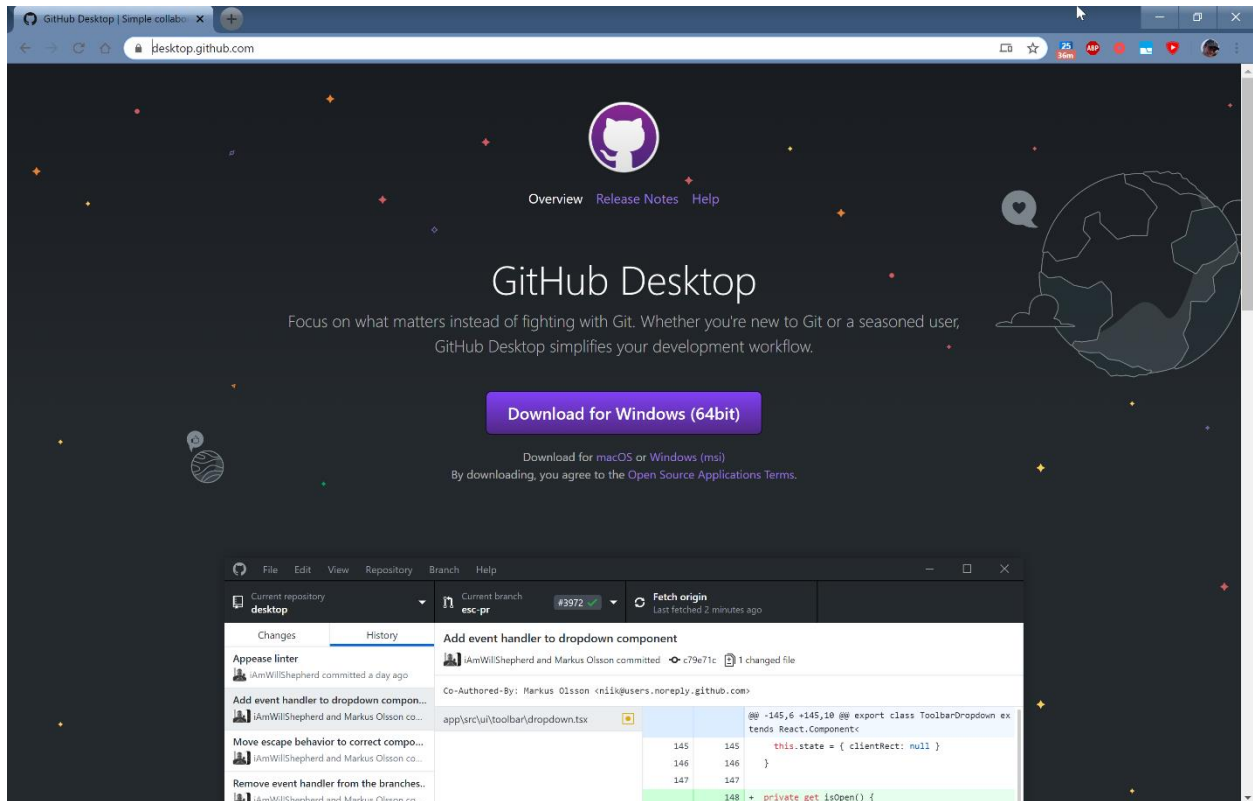 GitHub Desktop | Simple collabo
desktop.github.com
25
36m
ABP
Overview Release Notes Help
GitHub Desktop
Focus on what matters instead of fighting with Git. Whether you're new to Git or a seasoned user,
GitHub Desktop simplifies your development workflow.
Download for Windows (64bit)
Download for macOS or Windows (msi)
By downloading, you agree to the Open Source Applications Terms.
File Edit View Repository Branch Help
Current repository
desktop
Current branch
esc-pr
#3972
Fetch origin
Last fetched 2 minutes ago
Changes History
Appease linter
iAmWillShepherd committed a day ago
Add event handler to dropdown compon...
iAmWillShepherd and Markus Olsson co...
Move escape behavior to correct compo...
iAmWillShepherd and Markus Olsson co...
Remove event handler from the branches..
iAmWillShepherd and Markus Olsson co...
Add event handler to dropdown component
iAmWillShepherd and Markus Olsson committed c79e71c 1 changed file
Co-Authored-By: Markus Olsson <niik@users.noreply.github.com>
app\src\ui\toolbar\dropdown.tsx
@@ -145,6 +145,10 @@ export class ToolbarDropdown ex
tends React.Component<
145 145 this.state = { clientRect: null }
146 146 }
147 147
148 + private get isOpen() {